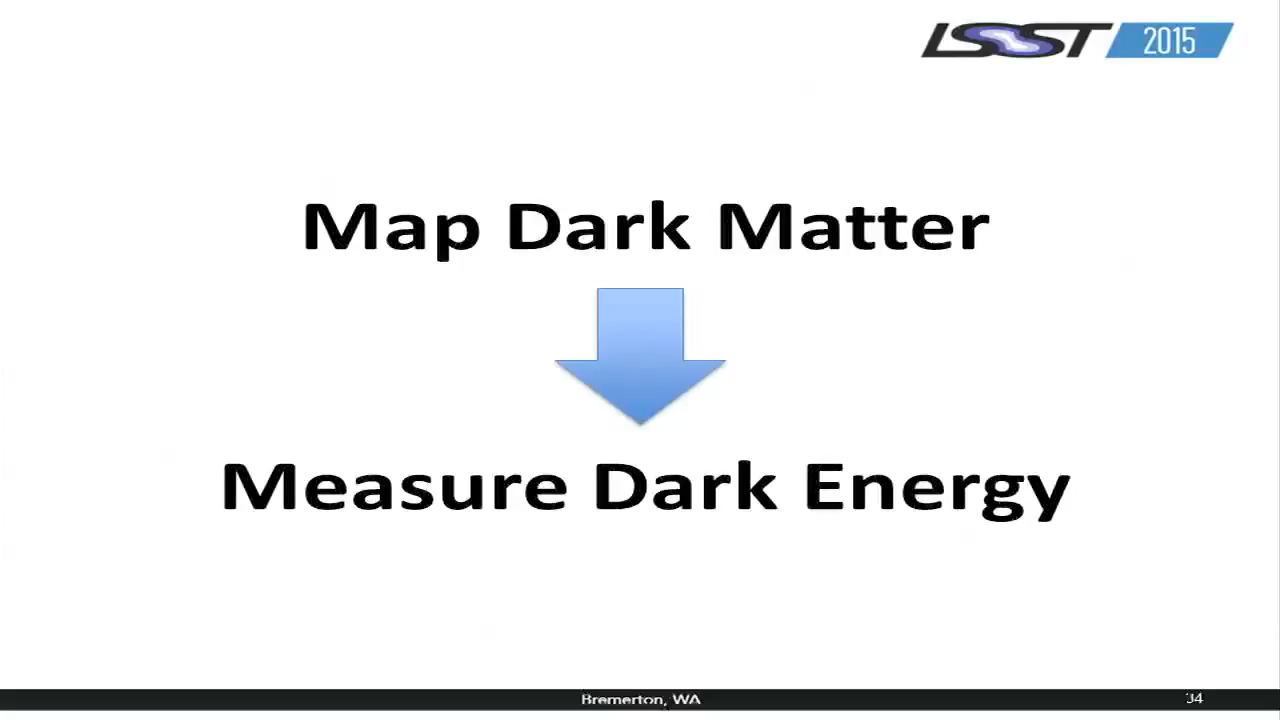 LSST 2015
Map Dark Matter
Measure Dark Energy
Bremerton, WA
34